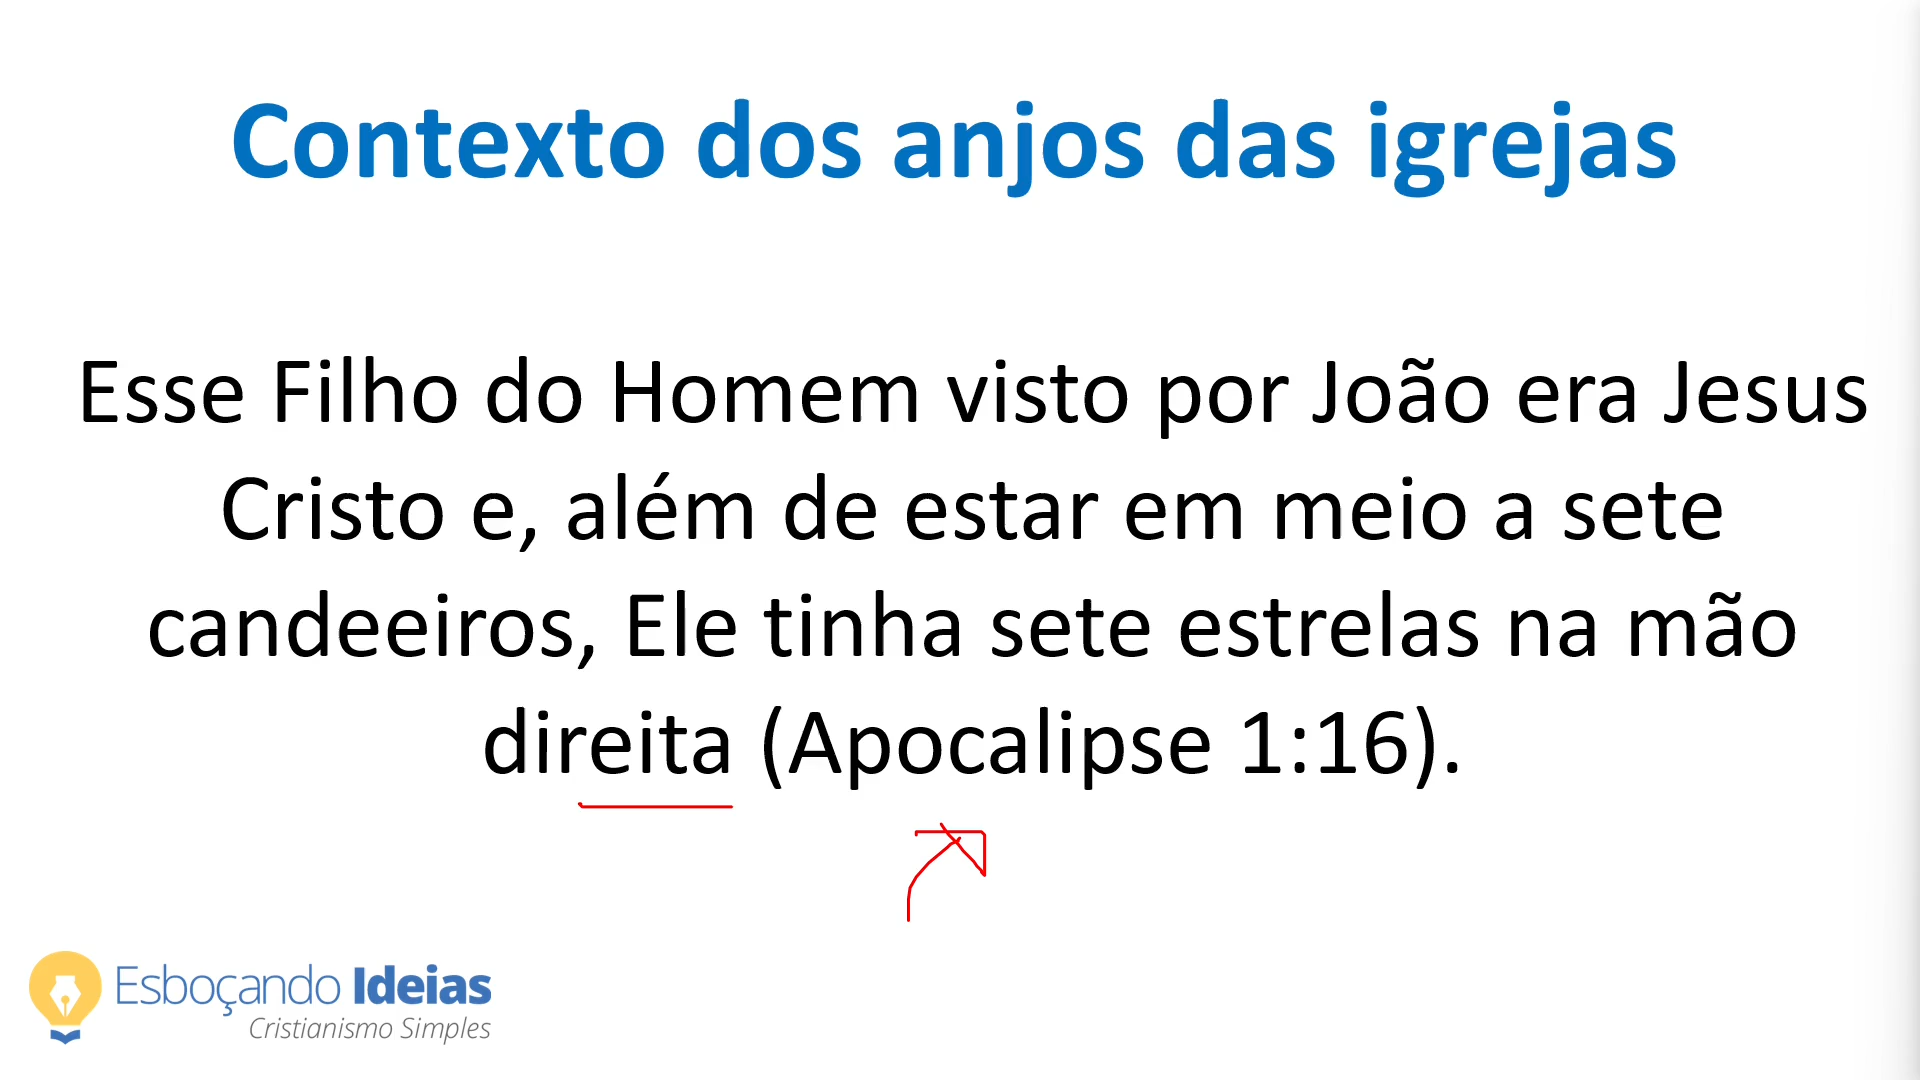 Contexto dos anjos das igrejas
Esse Filho do Homem visto por João era Jesus
Cristo e, além de estar em meio a sete
candeeiros, Ele tinha sete estrelas na mão
direita (Apocalipse 1:16).
Esboçando Ideias
Cristianismo Simples